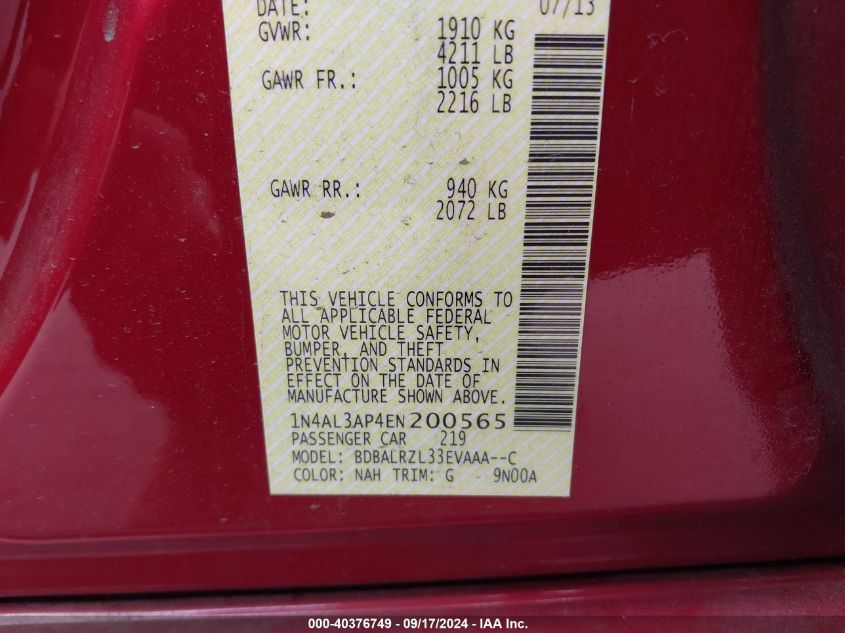 DATE: 07/13
GVWR: 1910 KG
4211 LB
GAWR FR.: 1005 KG
2216 LB
GAWR RR.: 940 KG
2072 LB
THIS VEHICLE CONFORMS TO
ALL APPLICABLE FEDERAL
MOTOR VEHICLE SAFETY,
BUMPER, AND THEFT
PREVENTION STANDARDS IN
EFFECT ON THE DATE OF
MANUFACTURE SHOWN ABOVE.
1N4AL3AP4EN200565
PASSENGER CAR 219
MODEL: BDBALRZL33EVAAA--C
COLOR: NAH TRIM: G 9N00A
000-40376749 - 09/17/2024 - IAA Inc.